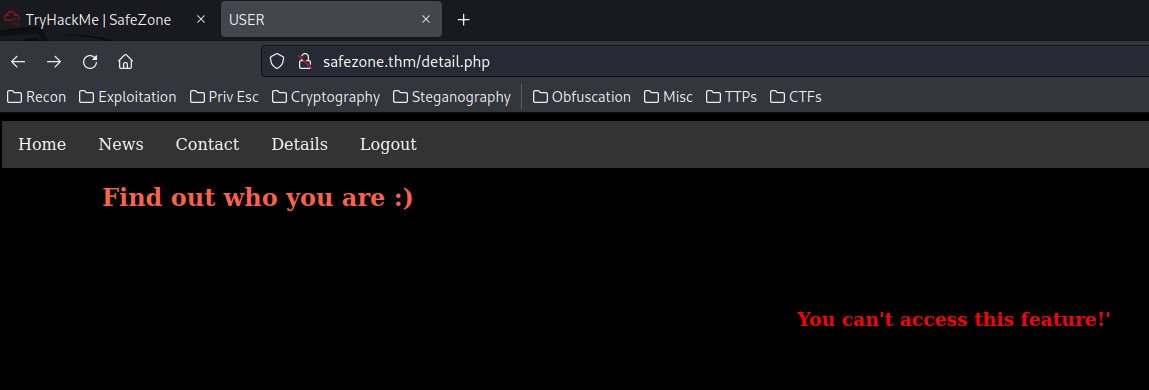 TryHackMe | SafeZone
USER
safezone.thm/detail.php
Recon Exploitation Priv Esc Cryptography Steganography Obfuscation Misc TTPs CTFs
Home News Contact Details Logout
Find out who you are :)
You can't access this feature!'